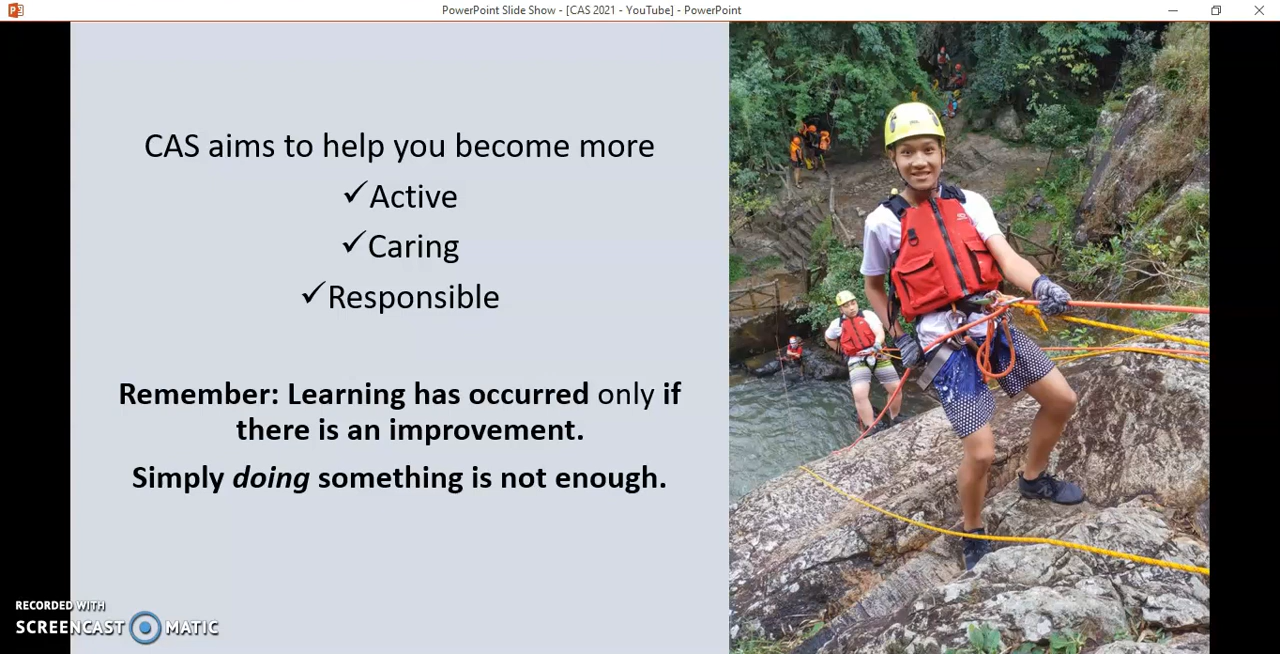 PowerPoint Slide Show - [CAS 2021 - YouTube] - PowerPoint
CAS aims to help you become more
✓Active
✓Caring
✓Responsible
Remember: Learning has occurred only if
there is an improvement.
Simply doing something is not enough.
RECORDED WITH
SCREENCAST MATIC